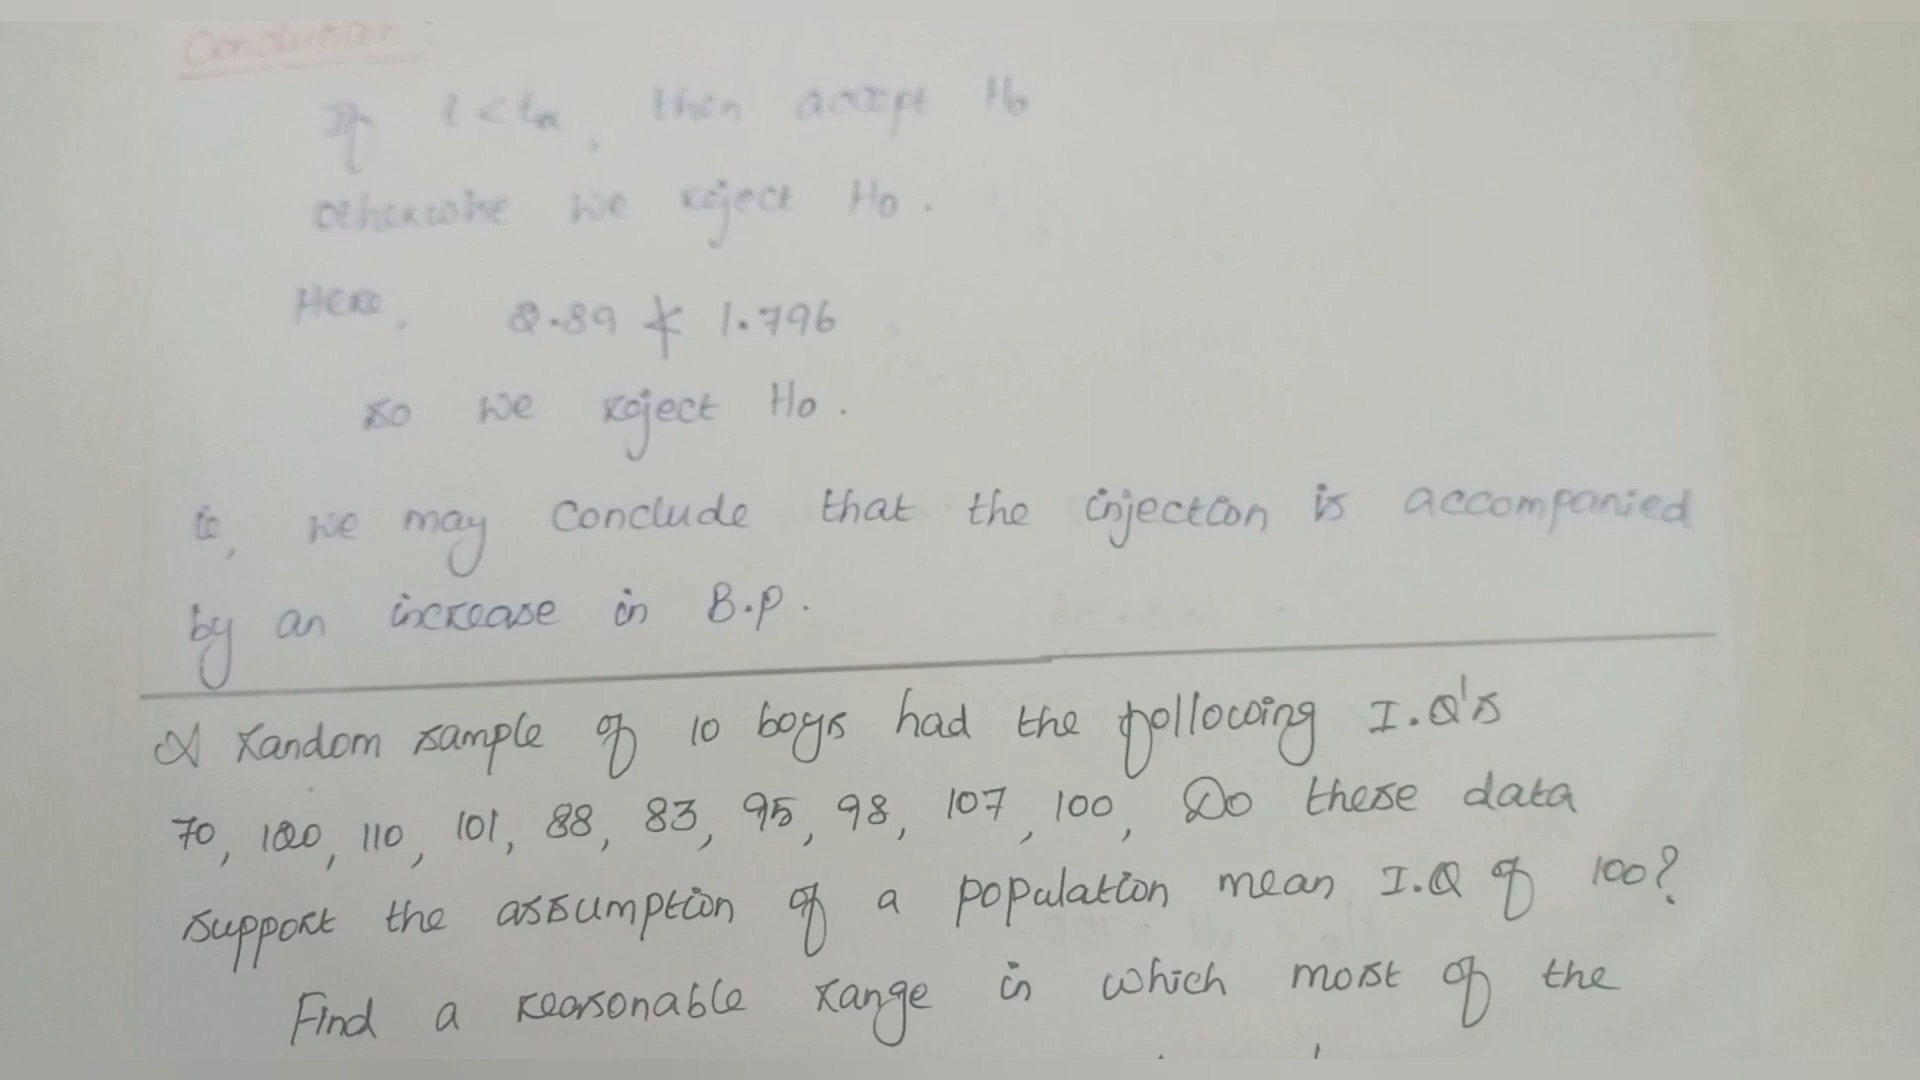 Conclusion :
If t < tα, then accept H0
otherwise we reject H0.
Here, 2.89 ≮ 1.796
so we reject H0.
ie, we may conclude that the injection is accompanied
by an increase in B.P.
A random sample of 10 boys had the following I.Q's
70, 120, 110, 101, 88, 83, 95, 98, 107, 100, Do these data
support the assumption of a population mean I.Q of 100?
Find a reasonable range in which most of the